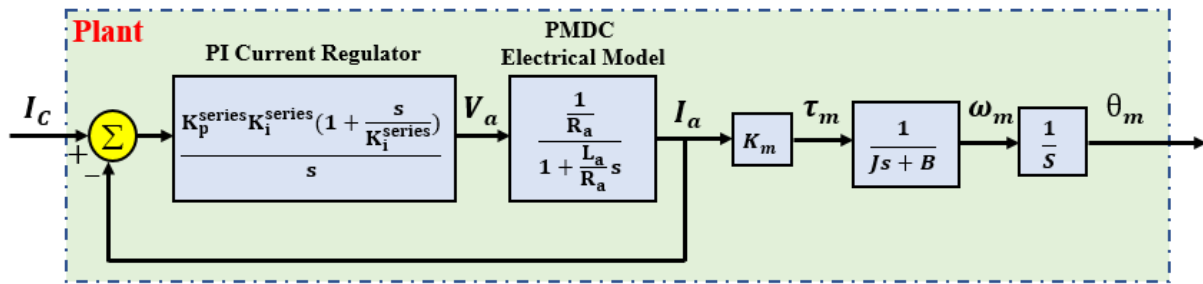 Plant
PI Current Regulator
PMDC
Electrical Model
I_C
+
−
Σ
K_p^series K_i^series (1 + s/K_i^series)
s
V_a
1/R_a
1 + L_a/R_a s
I_a
K_m
τ_m
1
Js + B
ω_m
1
S
θ_m